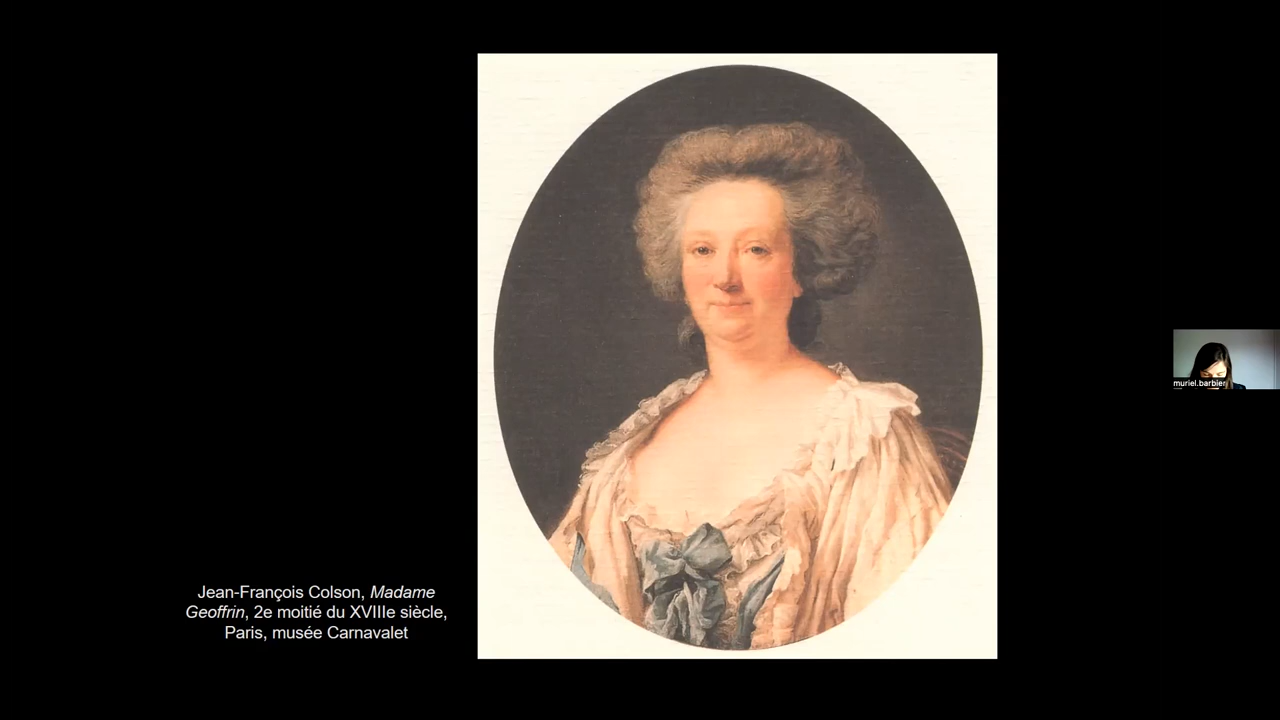 Jean-François Colson, Madame
Geoffrin, 2e moitié du XVIIIe siècle,
Paris, musée Carnavalet
muriel.barbier